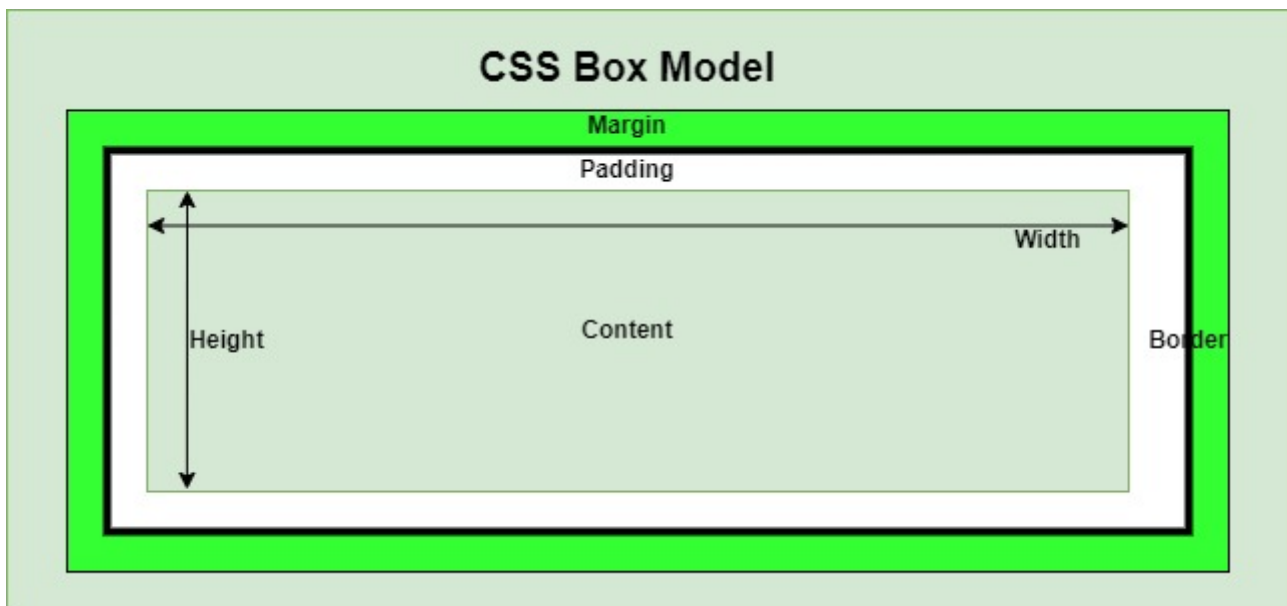 CSS Box Model
Margin
Padding
Width
Content
Height
Border